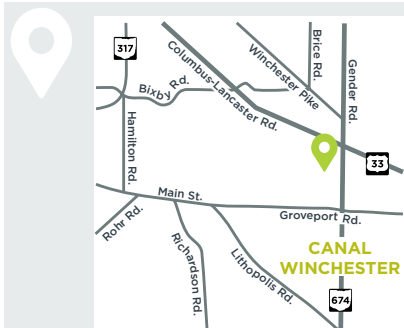 317
Columbus-Lancaster Rd.
Winchester Pike
Brice Rd.
Gender Rd.
Bixby Rd.
Hamilton Rd.
33
Main St.
Groveport Rd.
Rohr Rd.
Richardson Rd.
Lithopolis Rd.
CANAL
WINCHESTER
674